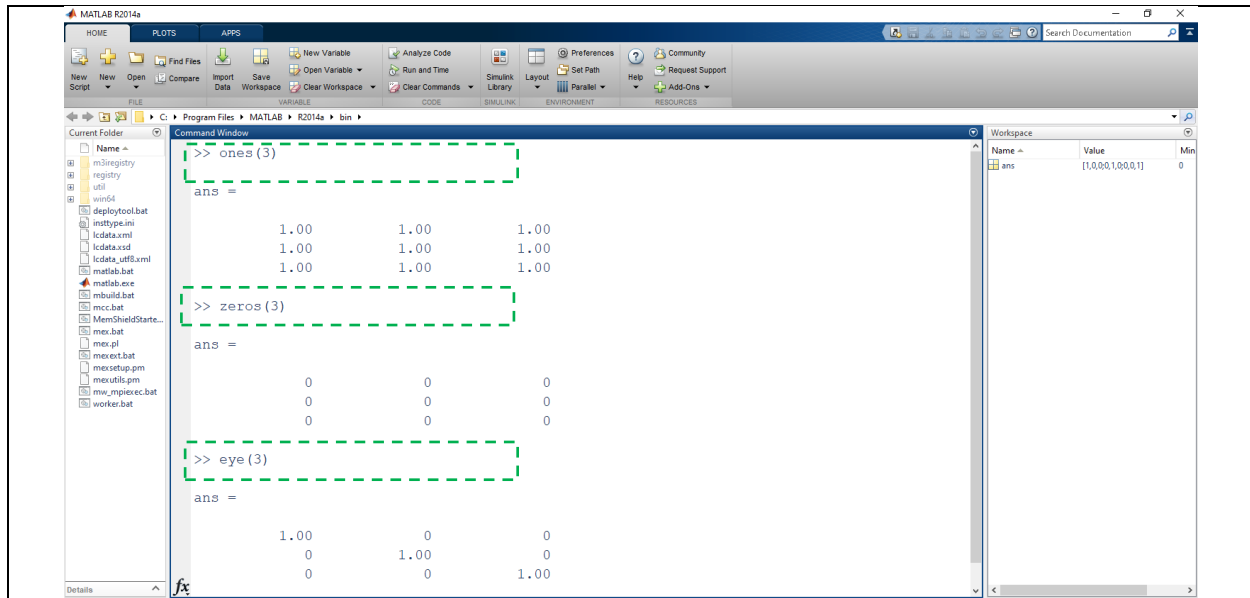 MATLAB R2014a
HOME PLOTS APPS
Search Documentation
New Script
New
Open
Find Files
Compare
Import Data
Save Workspace
New Variable
Open Variable
Clear Workspace
Analyze Code
Run and Time
Clear Commands
Simulink Library
Layout
Preferences
Set Path
Parallel
Help
Community
Request Support
Add-Ons
FILE VARIABLE CODE SIMULINK ENVIRONMENT RESOURCES
C: Program Files MATLAB R2014a bin
Current Folder
Name
m3iregistry
registry
util
win64
deploytool.bat
insttype.ini
lcdata.xml
lcdata.xsd
lcdata_utf8.xml
matlab.bat
matlab.exe
mbuild.bat
mcc.bat
MemShieldStarte...
mex.bat
mex.pl
mexext.bat
mexsetup.pm
mexutils.pm
mw_mpiexec.bat
worker.bat
Details
Command Window
>> ones(3)
ans =
1.00 1.00 1.00
1.00 1.00 1.00
1.00 1.00 1.00
>> zeros(3)
ans =
0 0 0
0 0 0
0 0 0
>> eye(3)
ans =
1.00 0 0
0 1.00 0
0 0 1.00
fx
Workspace
Name Value Min
ans [1,0,0;0,1,0;0,0,1] 0